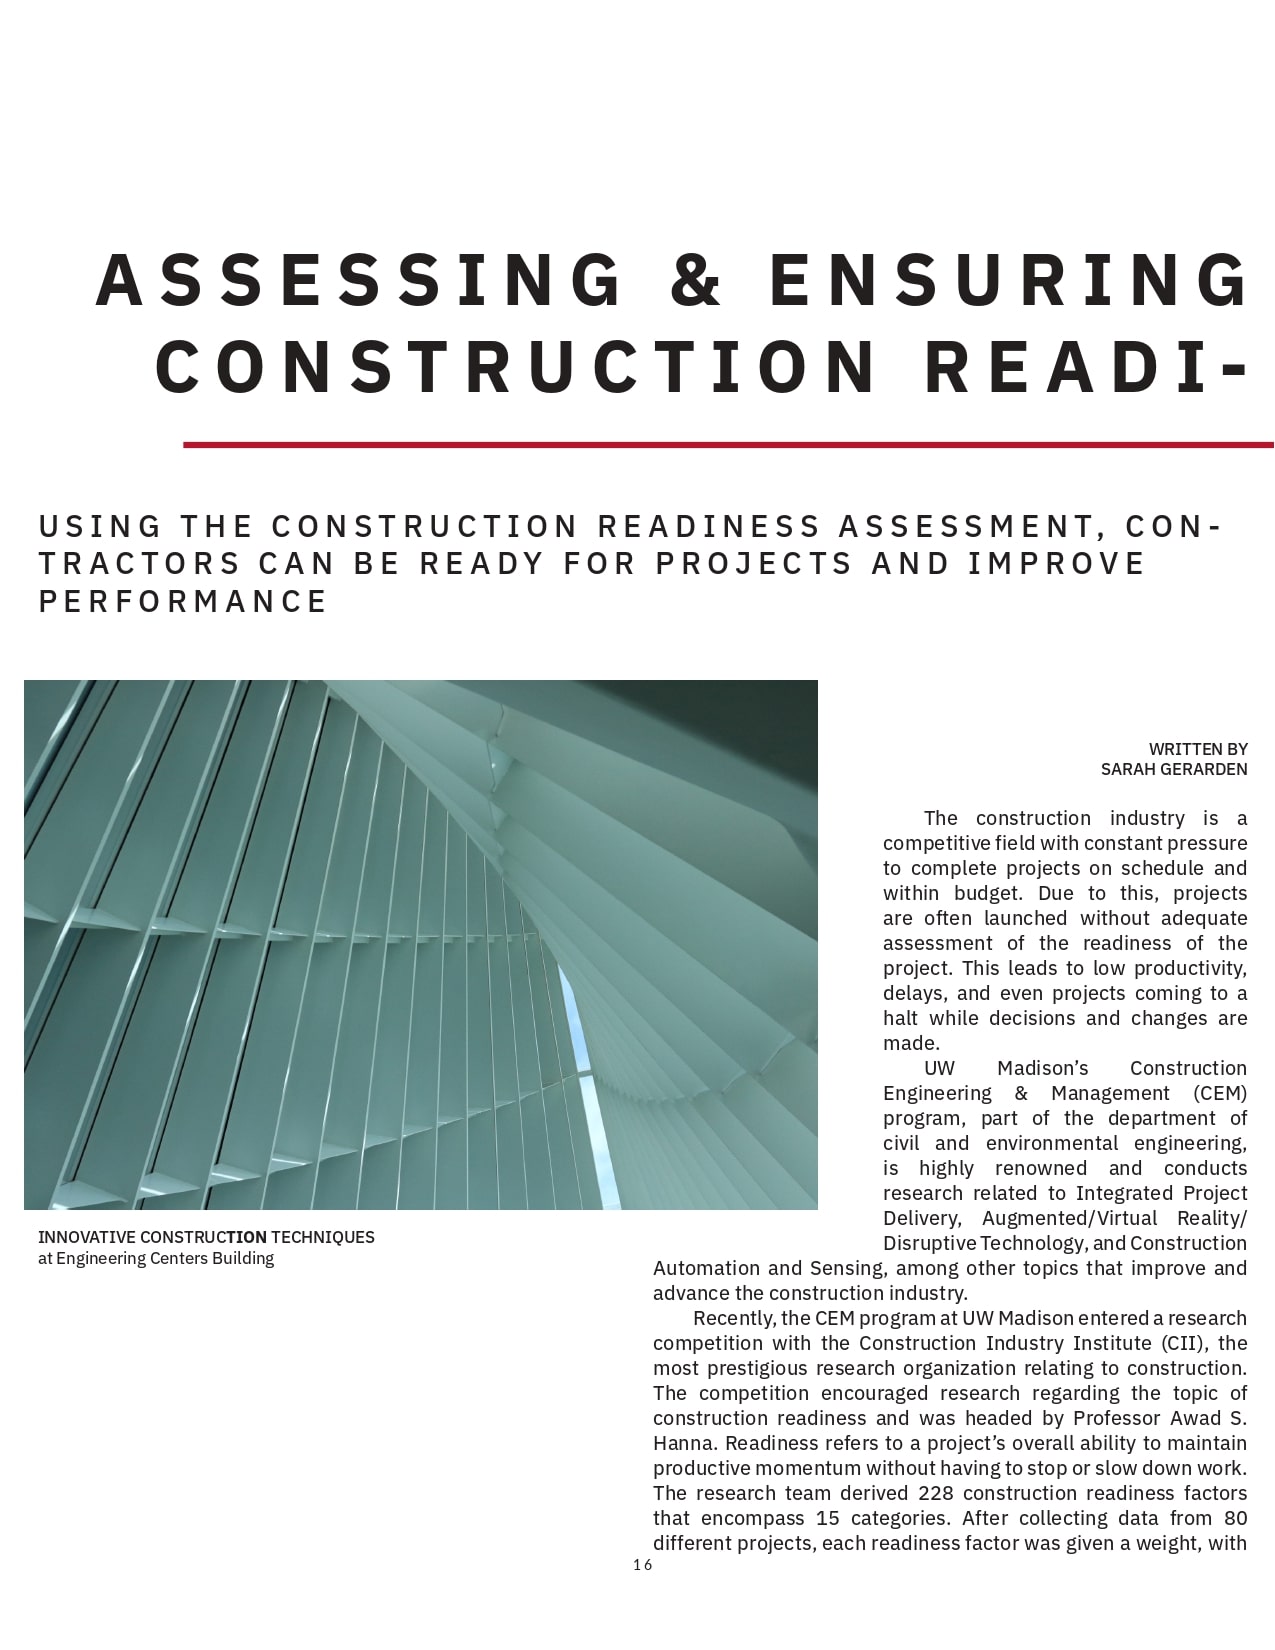 ASSESSING & ENSURING
CONSTRUCTION READI-
USING THE CONSTRUCTION READINESS ASSESSMENT, CON-
TRACTORS CAN BE READY FOR PROJECTS AND IMPROVE
PERFORMANCE
INNOVATIVE CONSTRUCTION TECHNIQUES
at Engineering Centers Building
WRITTEN BY
SARAH GERARDEN
The construction industry is a
competitive field with constant pressure
to complete projects on schedule and
within budget. Due to this, projects
are often launched without adequate
assessment of the readiness of the
project. This leads to low productivity,
delays, and even projects coming to a
halt while decisions and changes are
made.
UW Madison’s Construction
Engineering & Management (CEM)
program, part of the department of
civil and environmental engineering,
is highly renowned and conducts
research related to Integrated Project
Delivery, Augmented/Virtual Reality/
Disruptive Technology, and Construction
Automation and Sensing, among other topics that improve and
advance the construction industry.
Recently, the CEM program at UW Madison entered a research
competition with the Construction Industry Institute (CII), the
most prestigious research organization relating to construction.
The competition encouraged research regarding the topic of
construction readiness and was headed by Professor Awad S.
Hanna. Readiness refers to a project’s overall ability to maintain
productive momentum without having to stop or slow down work.
The research team derived 228 construction readiness factors
that encompass 15 categories. After collecting data from 80
different projects, each readiness factor was given a weight, with
16